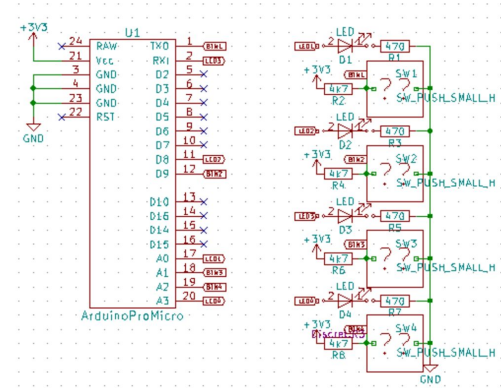 +3V3
U1
24 RAW TXO 1 BTN1
21 Vcc RXI 2 LED3
3 GND D2 5
4 GND D3 6
23 GND D4 7
22 RST D5 8
GND
D6 9
D7 10
D8 11 LED2
D9 12 BTN2
D10 13
D16 14
D14 15
D15 16
A0 17 LED1
A1 18 BTN3
A2 19 BTN4
A3 20 LED4
ArduinoProMicro
LED
LED1 2 1 470
D1 R1
+3V3 BTN1 SW1
4k7 ? ?
R2 SW_PUSH_SMALL_H
LED
LED2 2 1 470
D2 R3
+3V3 BTN2 SW2
4k7 ? ?
R4 SW_PUSH_SMALL_H
LED
LED3 2 1 470
D3 R5
+3V3 BTN3 SW3
4k7 ? ?
R6 SW_PUSH_SMALL_H
LED
LED4 2 1 470
D4 R7
+3V3 BTN4 SW4
4k7 ? ?
R8 SW_PUSH_SMALL_H
GND